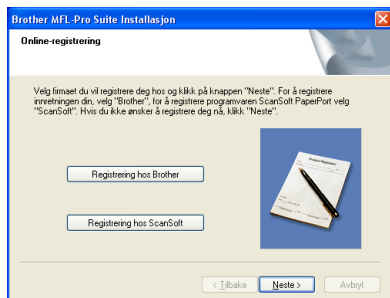 Brother MFL-Pro Suite Installasjon
Online-registrering
Velg firmaet du vil registrere deg hos og klikk på knappen "Neste". For å registrere
innretningen din, velg "Brother", for å registrere programvaren ScanSoft PaperPort velg
"ScanSoft". Hvis du ikke ønsker å registrere deg nå, klikk "Neste".
Registrering hos Brother
Product Registration
Registrering hos ScanSoft
< Tilbake
Neste >
Avbryt